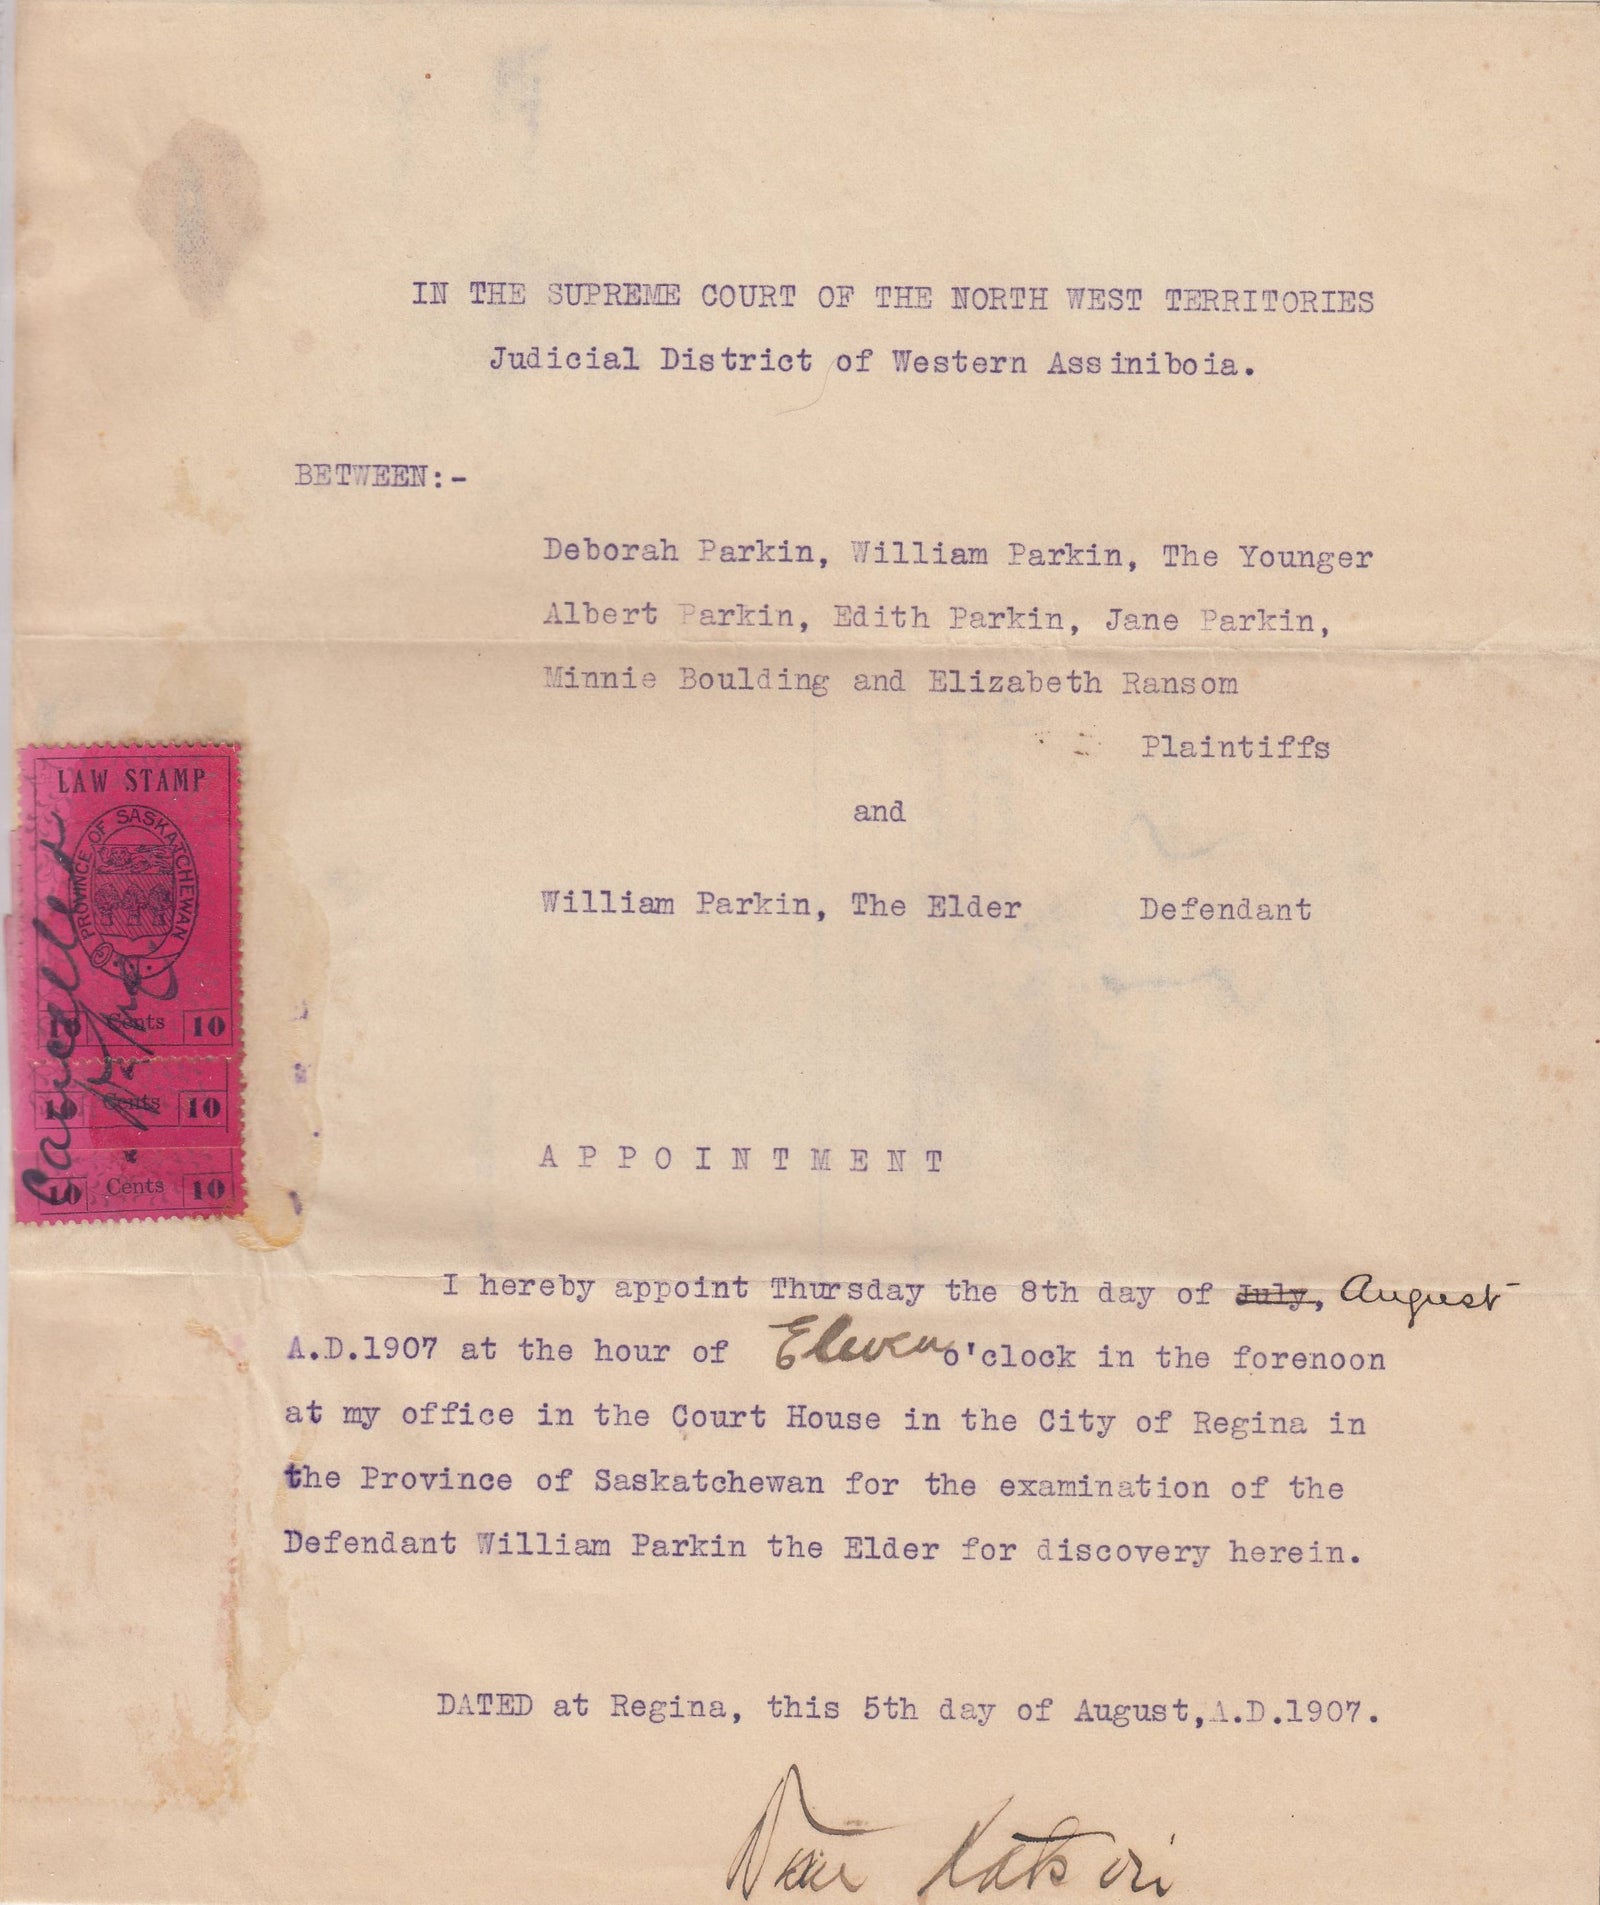 IN THE SUPREME COURT OF THE NORTH WEST TERRITORIES
Judicial District of Western Assiniboia.
BETWEEN:-
Deborah Parkin, William Parkin, The Younger
Albert Parkin, Edith Parkin, Jane Parkin,
Minnie Boulding and Elizabeth Ransom
Plaintiffs
and
William Parkin, The Elder Defendant
LAW STAMP
PROVINCE OF SASKATCHEWAN
10 Cents 10
10 Cents 10
10 Cents 10
Cancelled
A P P O I N T M E N T
I hereby appoint Thursday the 8th day of July, August
A.D.1907 at the hour of Eleven o'clock in the forenoon
at my office in the Court House in the City of Regina in
the Province of Saskatchewan for the examination of the
Defendant William Parkin the Elder for discovery herein.
DATED at Regina, this 5th day of August,A.D.1907.